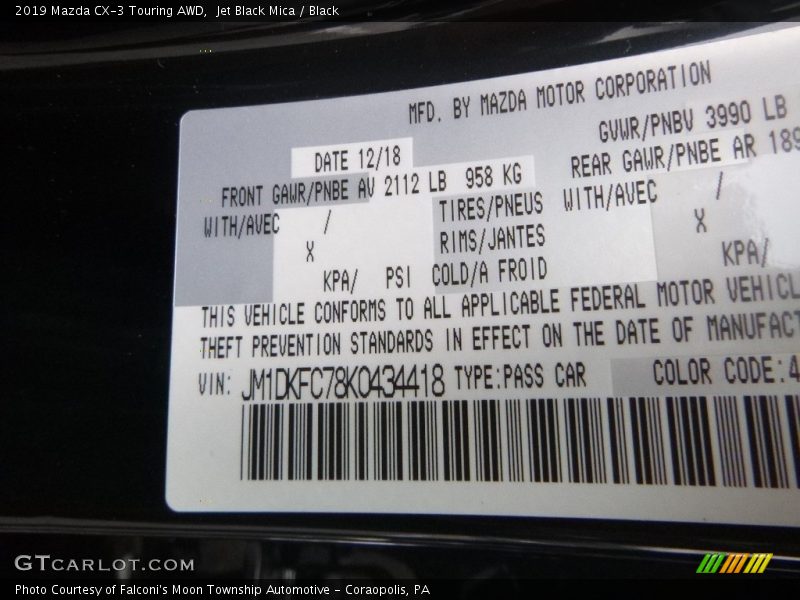 2019 Mazda CX-3 Touring AWD,  Jet Black Mica / Black
MFD. BY MAZDA MOTOR CORPORATION
DATE 12/18
GVWR/PNBV 3990 LB
FRONT GAWR/PNBE AV 2112 LB 958 KG
REAR GAWR/PNBE AR 189
WITH/AVEC /
TIRES/PNEUS
WITH/AVEC /
X
RIMS/JANTES
X
KPA/ PSI COLD/A FROID
KPA/
THIS VEHICLE CONFORMS TO ALL APPLICABLE FEDERAL MOTOR VEHICL
THEFT PREVENTION STANDARDS IN EFFECT ON THE DATE OF MANUFACT
VIN: JM1DKFC78K0434418 TYPE:PASS CAR COLOR CODE:4
GTCARLOT.COM
Photo Courtesy of Falconi's Moon Township Automotive - Coraopolis, PA